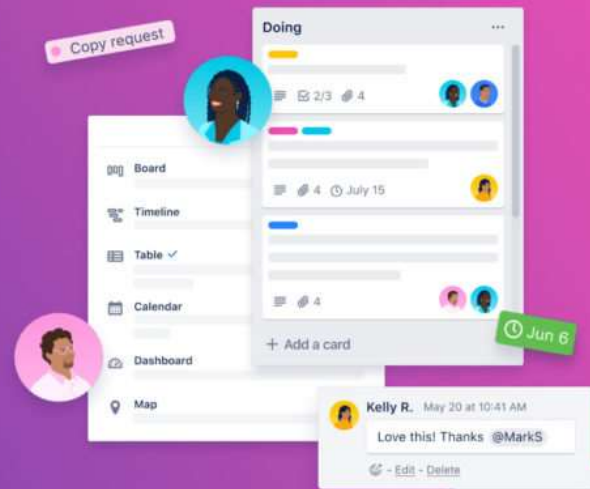 Copy request
Doing
2/3 4
4 July 15
4
+ Add a card
Board
Timeline
Table
Calendar
Dashboard
Map
Jun 6
Kelly R. May 20 at 10:41 AM
Love this! Thanks @MarkS
- Edit - Delete